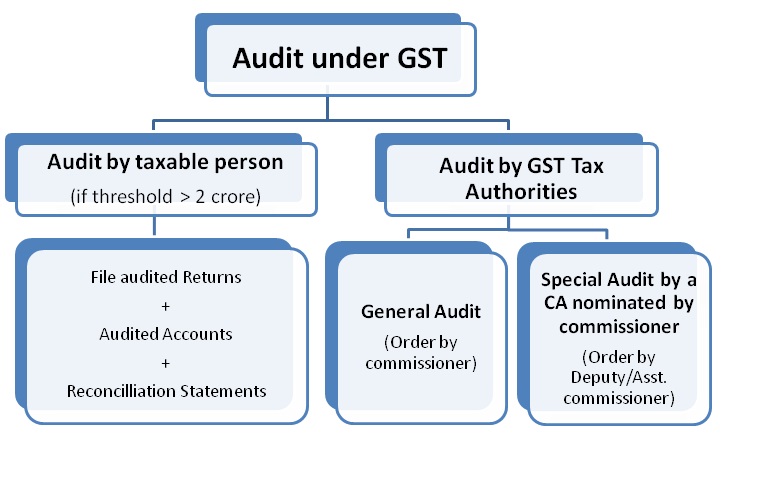 Audit under GST
Audit by taxable person
(if threshold > 2 crore)
Audit by GST Tax
Authorities
File audited Returns
+
Audited Accounts
+
Reconcilliation Statements
General Audit
(Order by
commissioner)
Special Audit by a
CA nominated by
commissioner
(Order by
Deputy/Asst.
commissioner)